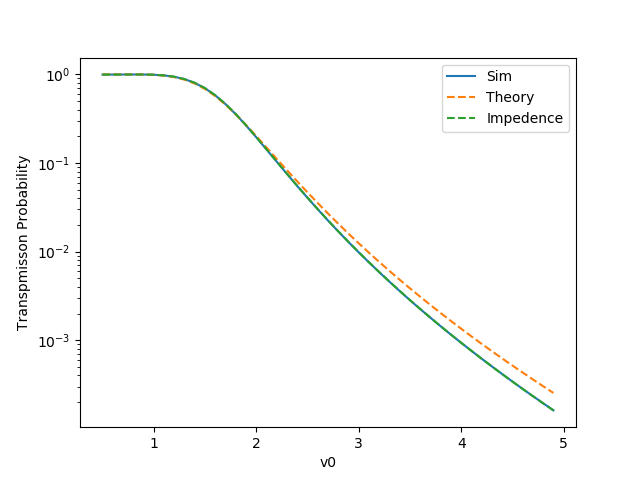 Sim
Theory
Impedence
10⁰
10⁻¹
10⁻²
10⁻³
Transpmisson Probability
1 2 3 4 5
v0